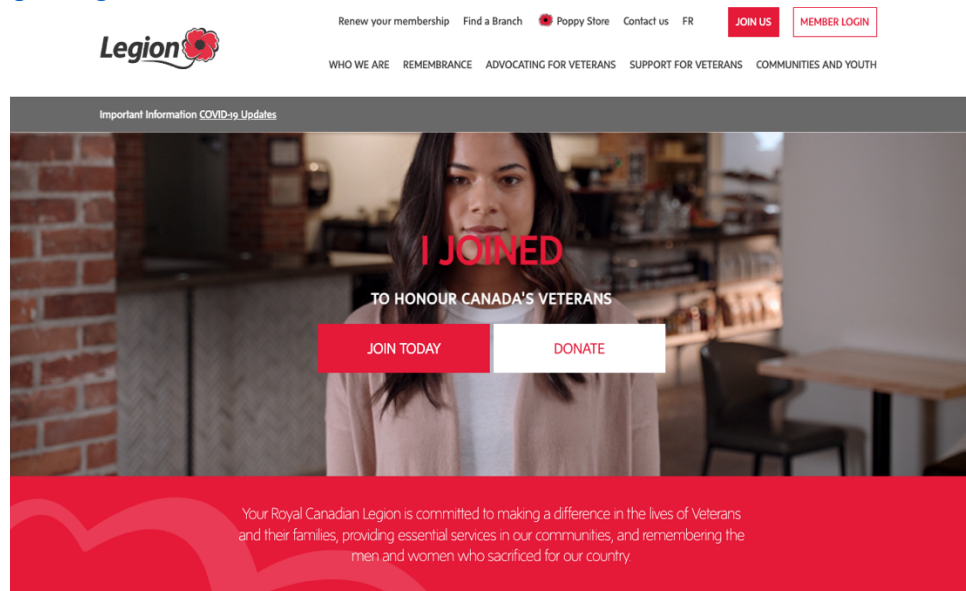 Renew your membership Find a Branch Poppy Store Contact us FR JOIN US MEMBER LOGIN
Legion
WHO WE ARE REMEMBRANCE ADVOCATING FOR VETERANS SUPPORT FOR VETERANS COMMUNITIES AND YOUTH
Important Information COVID-19 Updates
I JOINED
TO HONOUR CANADA'S VETERANS
JOIN TODAY DONATE
Your Royal Canadian Legion is committed to making a difference in the lives of Veterans
and their families, providing essential services in our communities, and remembering the
men and women who sacrificed for our country.